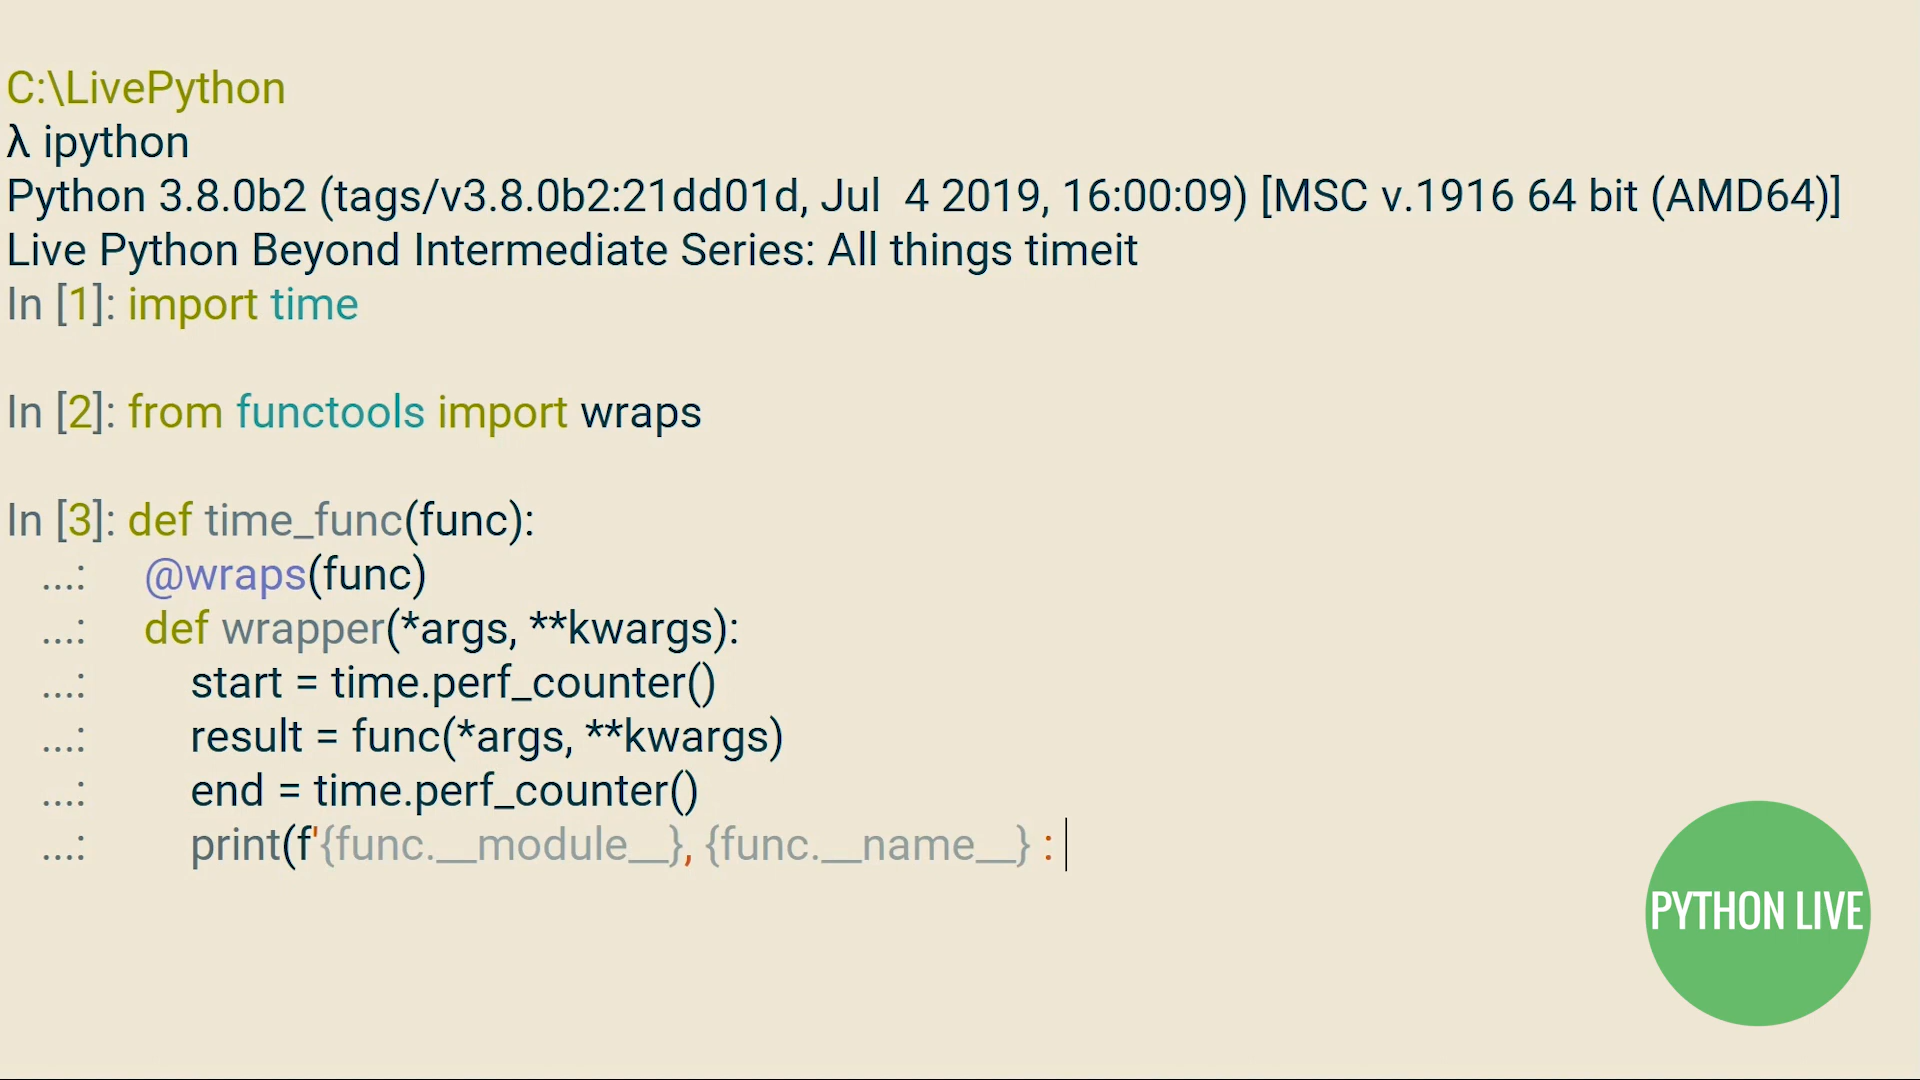 C:\LivePython
λ ipython
Python 3.8.0b2 (tags/v3.8.0b2:21dd01d, Jul  4 2019, 16:00:09) [MSC v.1916 64 bit (AMD64)]
Live Python Beyond Intermediate Series: All things timeit
In [1]: import time
In [2]: from functools import wraps
In [3]: def time_func(func):
...:     @wraps(func)
...:     def wrapper(*args, **kwargs):
...:         start = time.perf_counter()
...:         result = func(*args, **kwargs)
...:         end = time.perf_counter()
...:         print(f'{func.__module__}, {func.__name__} :
PYTHON LIVE